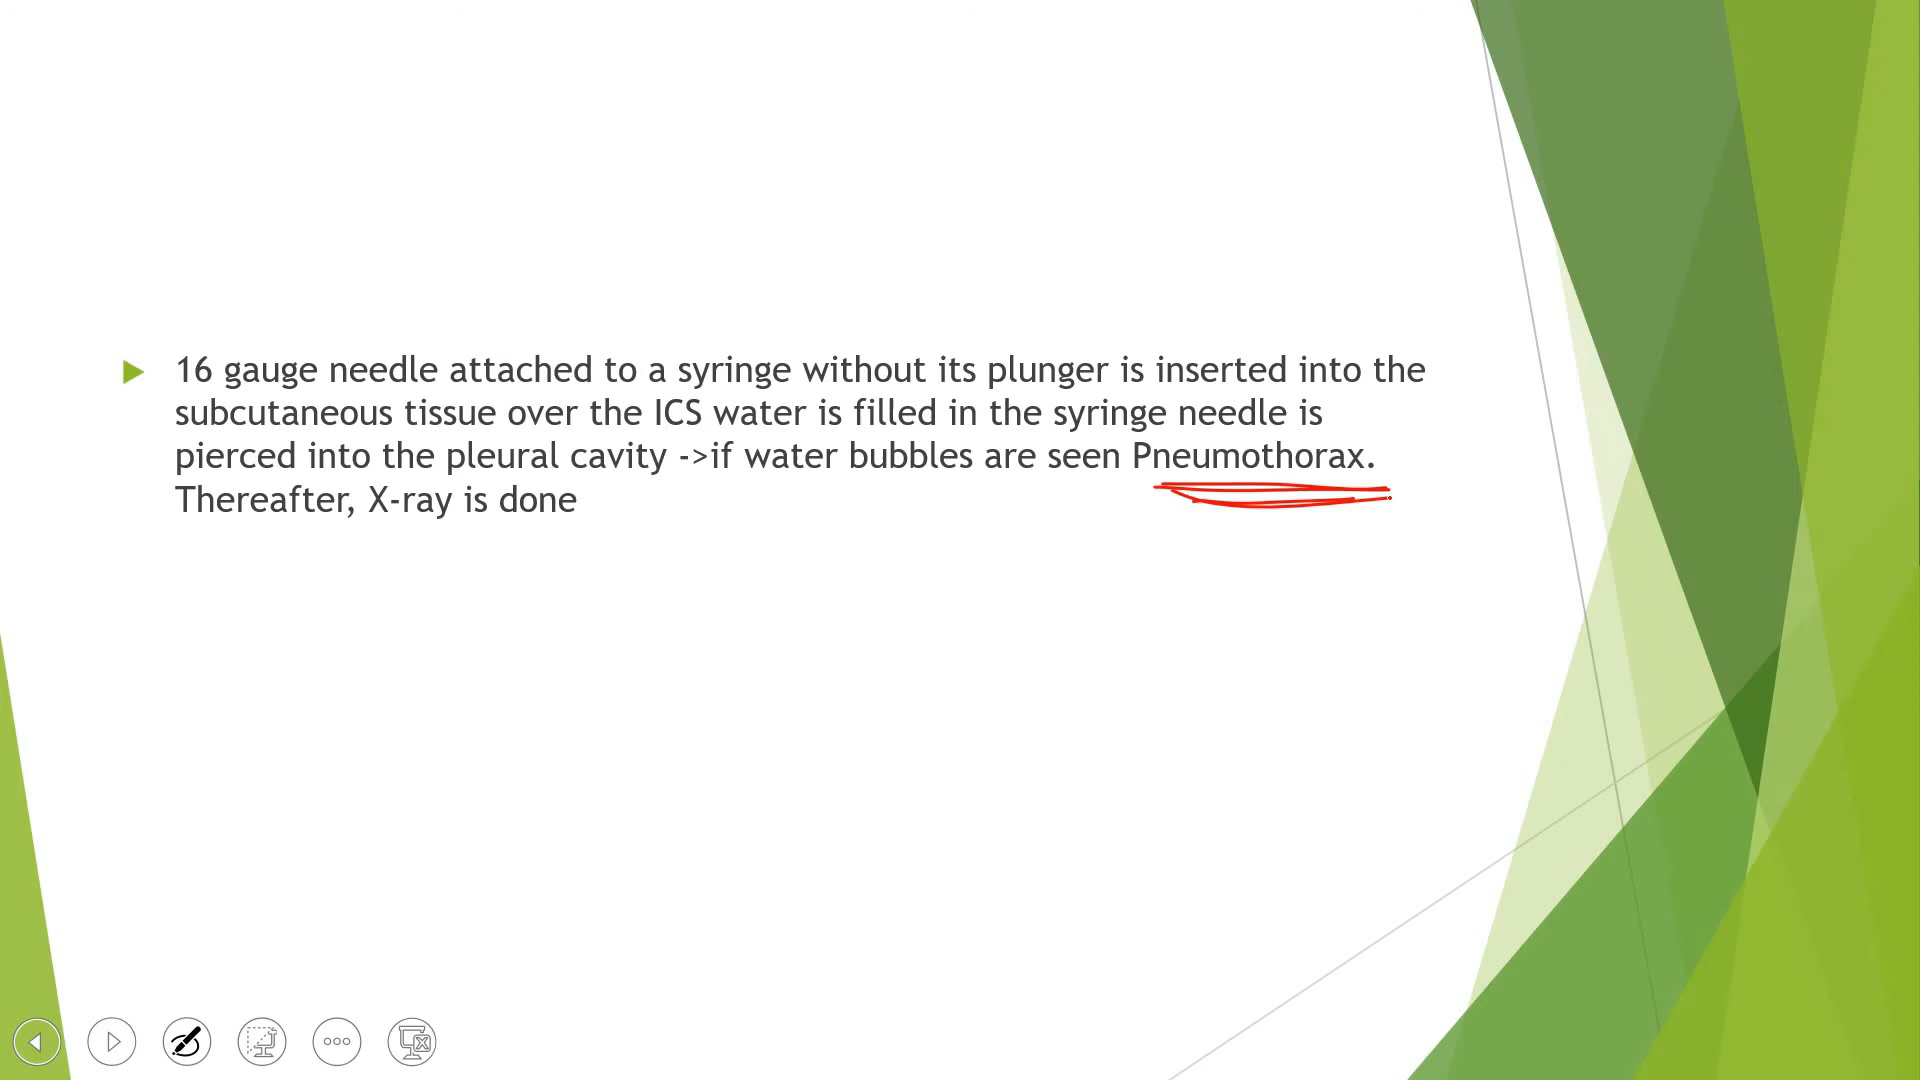 16 gauge needle attached to a syringe without its plunger is inserted into the
subcutaneous tissue over the ICS water is filled in the syringe needle is
pierced into the pleural cavity ->if water bubbles are seen Pneumothorax.
Thereafter, X-ray is done